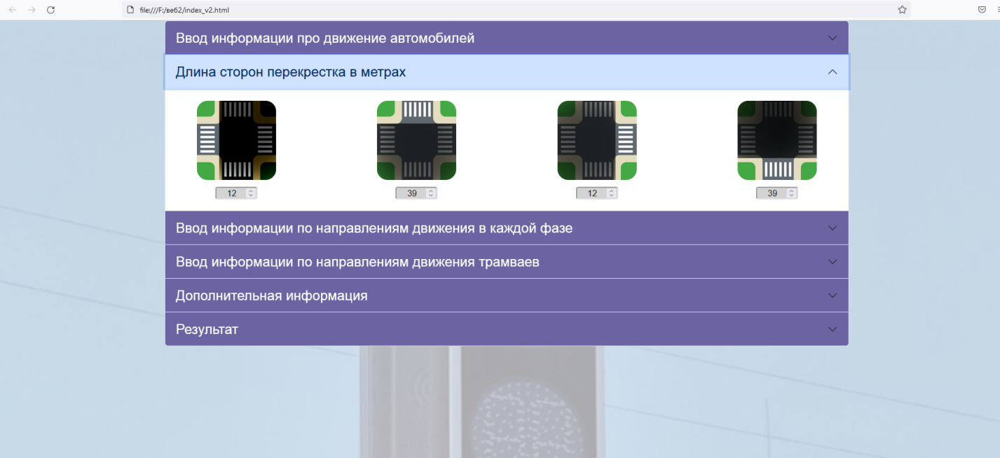 file:///F:/ве62/index_v2.html
Ввод информации про движение автомобилей
Длина сторон перекрестка в метрах
12 39 12 39
Ввод информации по направлениям движения в каждой фазе
Ввод информации по направлениям движения трамваев
Дополнительная информация
Результат